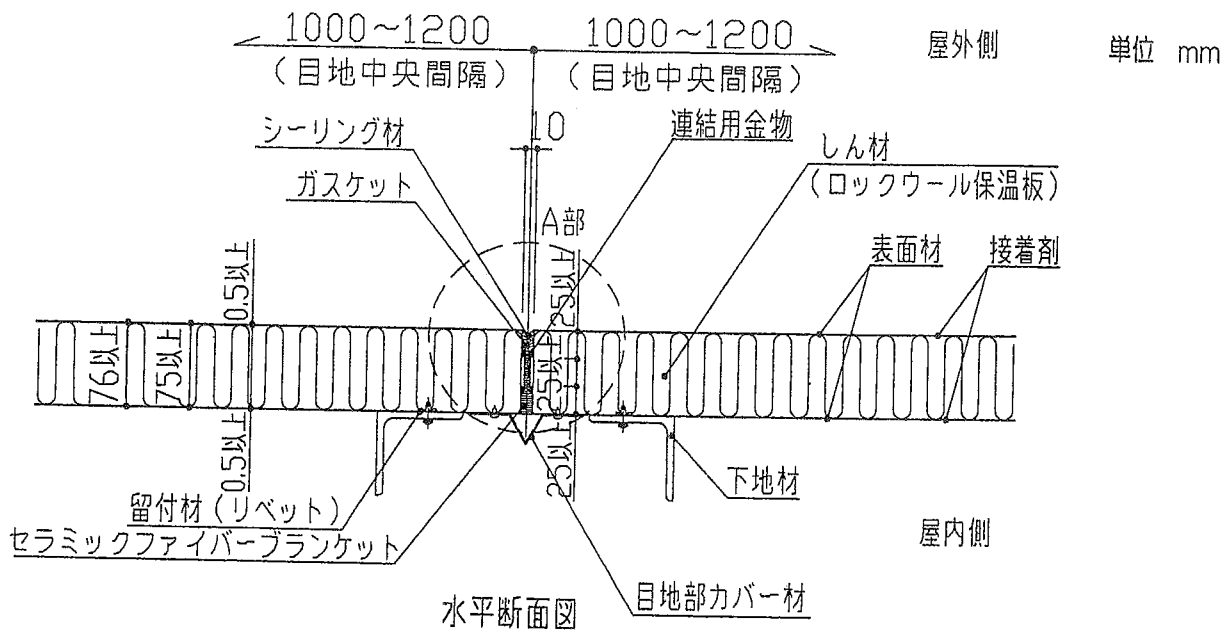 1000～1200
1000～1200
屋外側
単位 mm
(目地中央間隔)
(目地中央間隔)
シーリング材
10
連結用金物
しん材
(ロックウール保温板)
ガスケット
A部
表面材
接着剤
0.5以上
25以上
76以上
75以上
25以上
0.5以上
25以上
下地材
留付材(リベット)
セラミックファイバーブランケット
屋内側
目地部カバー材
水平断面図